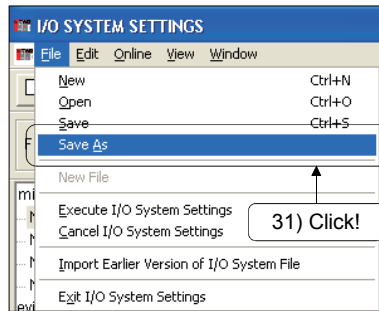 I/O SYSTEM SETTINGS
File Edit Online View Window
New Ctrl+N
Open Ctrl+O
Save Ctrl+S
Save As
New File
Execute I/O System Settings
Cancel I/O System Settings
31) Click!
Import Earlier Version of I/O System File
Exit I/O System Settings